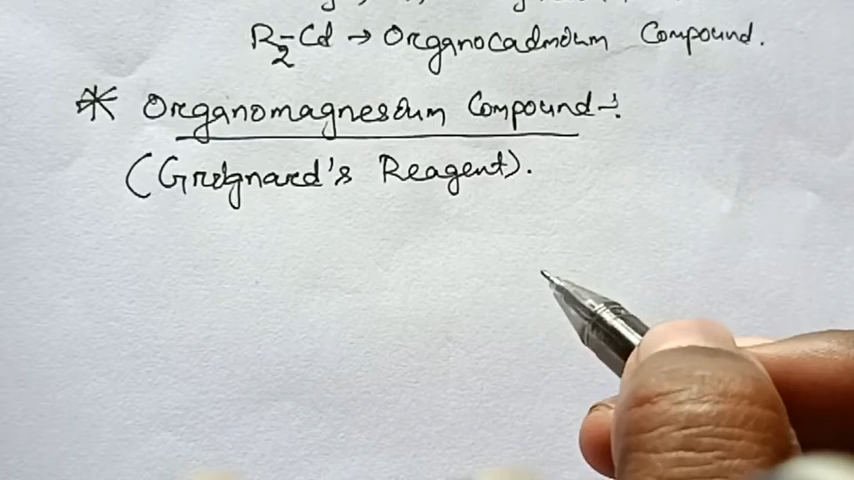 R₂-Cd → Organocadmium Compound.
* Organomagnesium Compound -:
(Grignard's Reagent).